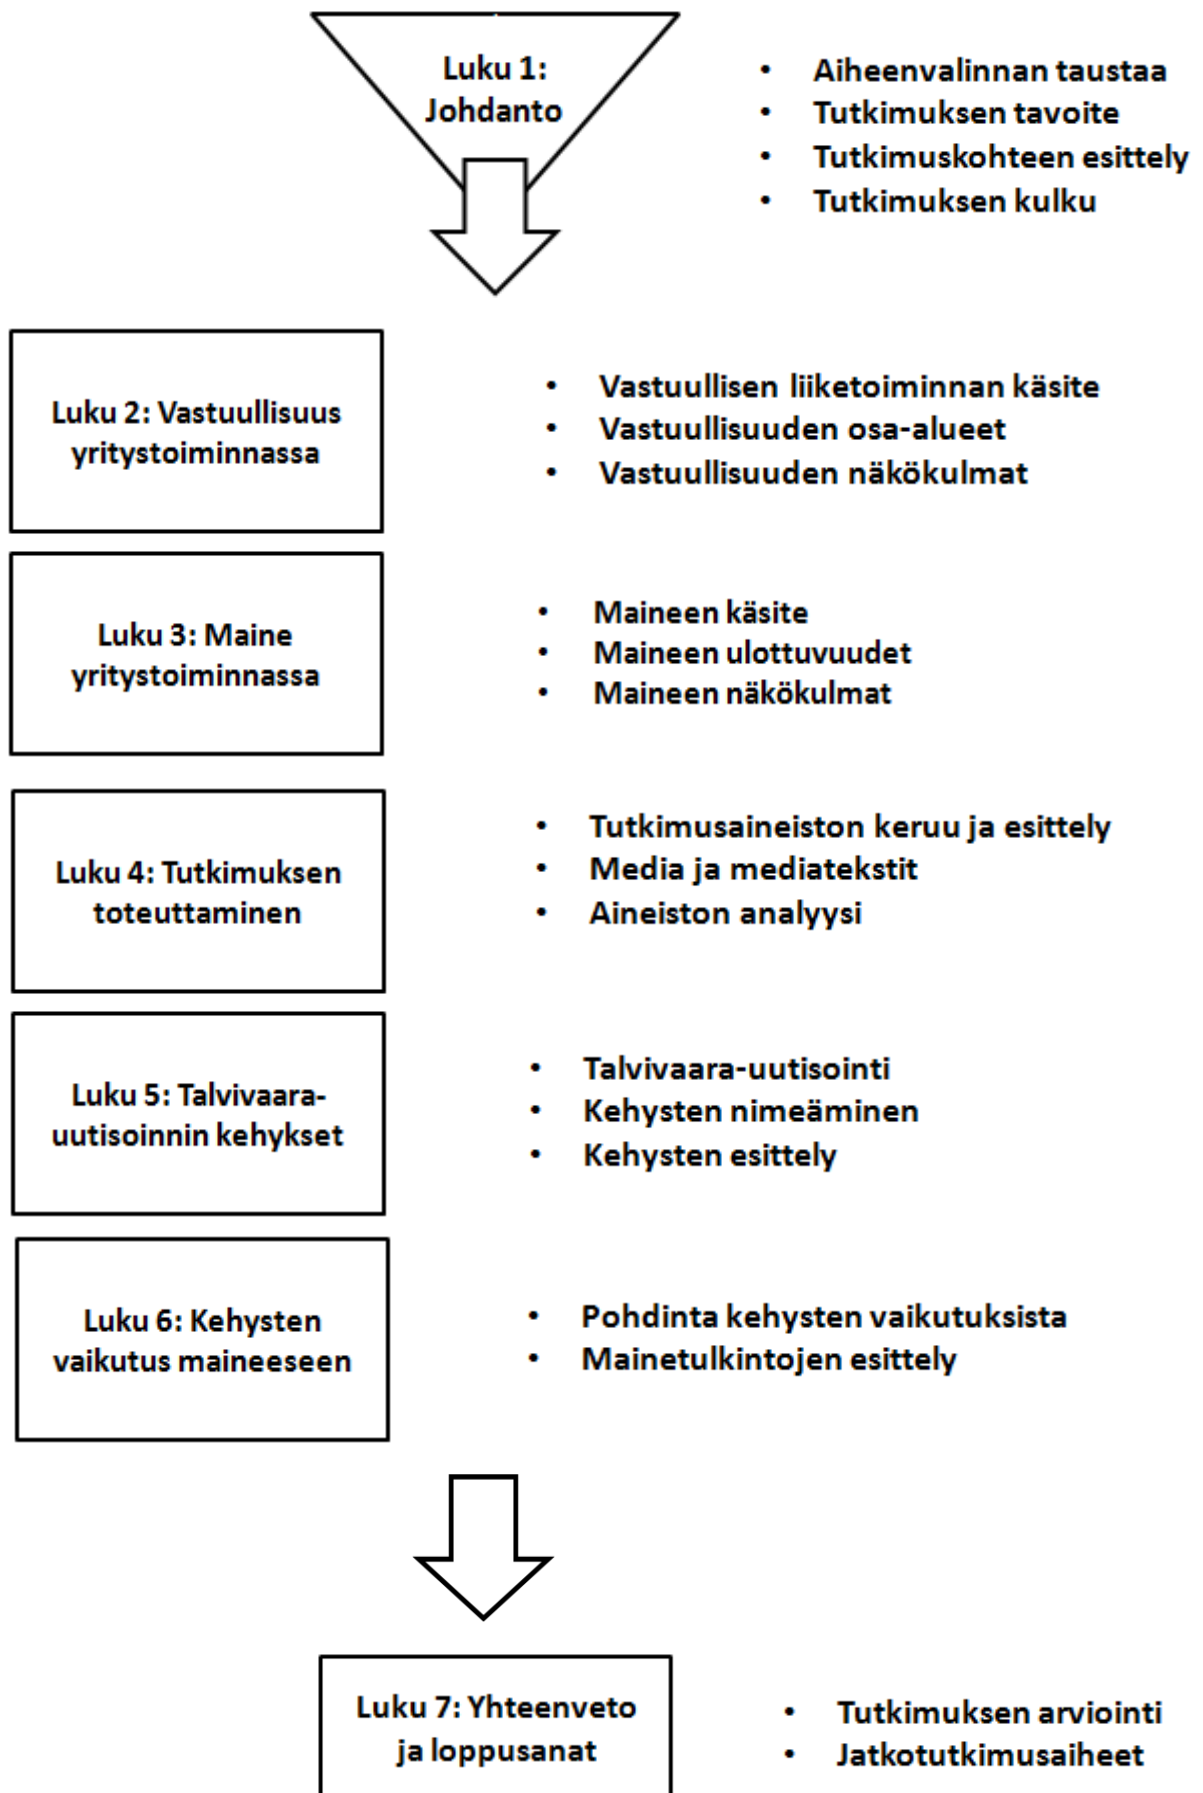 Luku 1:
Johdanto
• Aiheenvalinnan taustaa
• Tutkimuksen tavoite
• Tutkimuskohteen esittely
• Tutkimuksen kulku
Luku 2: Vastuullisuus
yritystoiminnassa
• Vastuullisen liiketoiminnan käsite
• Vastuullisuuden osa-alueet
• Vastuullisuuden näkökulmat
Luku 3: Maine
yritystoiminnassa
• Maineen käsite
• Maineen ulottuvuudet
• Maineen näkökulmat
Luku 4: Tutkimuksen
toteuttaminen
• Tutkimusaineiston keruu ja esittely
• Media ja mediatekstit
• Aineiston analyysi
Luku 5: Talvivaara-
uutisoinnin kehykset
• Talvivaara-uutisointi
• Kehysten nimeäminen
• Kehysten esittely
Luku 6: Kehysten
vaikutus maineeseen
• Pohdinta kehysten vaikutuksista
• Mainetulkintojen esittely
Luku 7: Yhteenveto
ja loppusanat
• Tutkimuksen arviointi
• Jatkotutkimusaiheet